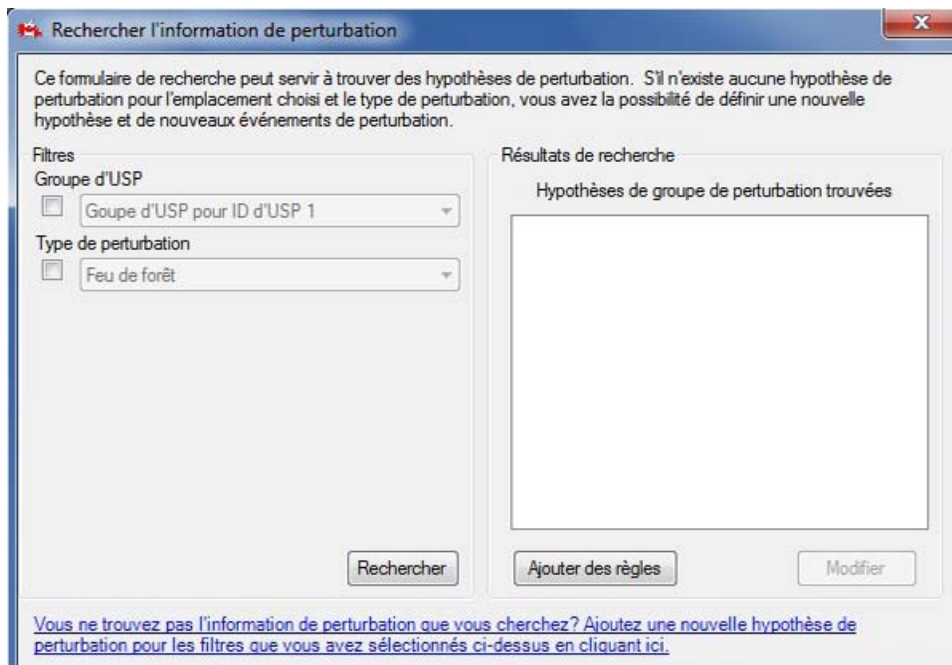 Rechercher l'information de perturbation
Ce formulaire de recherche peut servir à trouver des hypothèses de perturbation. S'il n'existe aucune hypothèse de
perturbation pour l'emplacement choisi et le type de perturbation, vous avez la possibilité de définir une nouvelle
hypothèse et de nouveaux événements de perturbation.
Filtres
Groupe d'USP
Goupe d'USP pour ID d'USP 1
Type de perturbation
Feu de forêt
Rechercher
Résultats de recherche
Hypothèses de groupe de perturbation trouvées
Ajouter des règles
Modifier
Vous ne trouvez pas l'information de perturbation que vous cherchez? Ajoutez une nouvelle hypothèse de
perturbation pour les filtres que vous avez sélectionnés ci-dessus en cliquant ici.